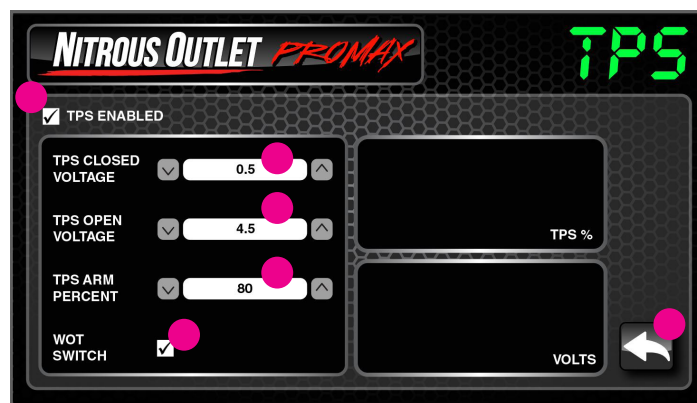 NITROUS OUTLET PROMAX
TPS
TPS ENABLED
TPS CLOSED
VOLTAGE
0.5
TPS OPEN
VOLTAGE
4.5
TPS ARM
PERCENT
80
WOT
SWITCH
TPS %
VOLTS